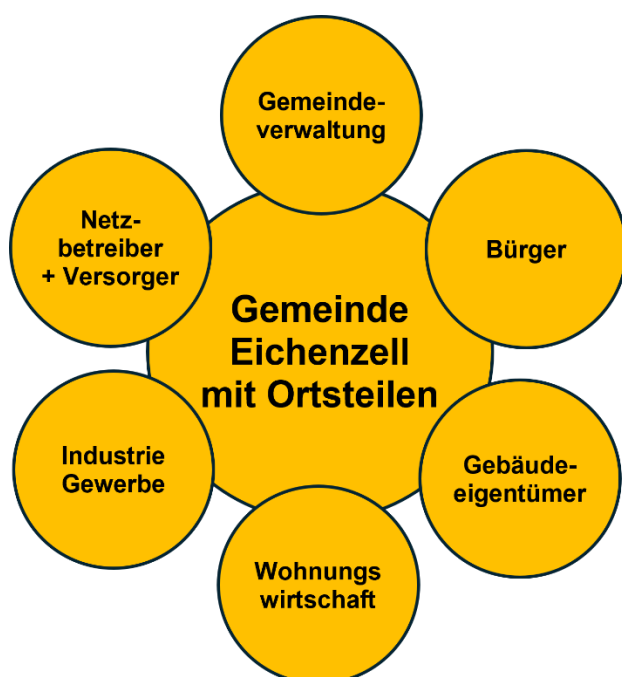 Gemeinde-
verwaltung
Netz-
betreiber
+ Versorger
Bürger
Gemeinde
Eichenzell
mit Ortsteilen
Industrie
Gewerbe
Gebäude-
eigentümer
Wohnungs
wirtschaft